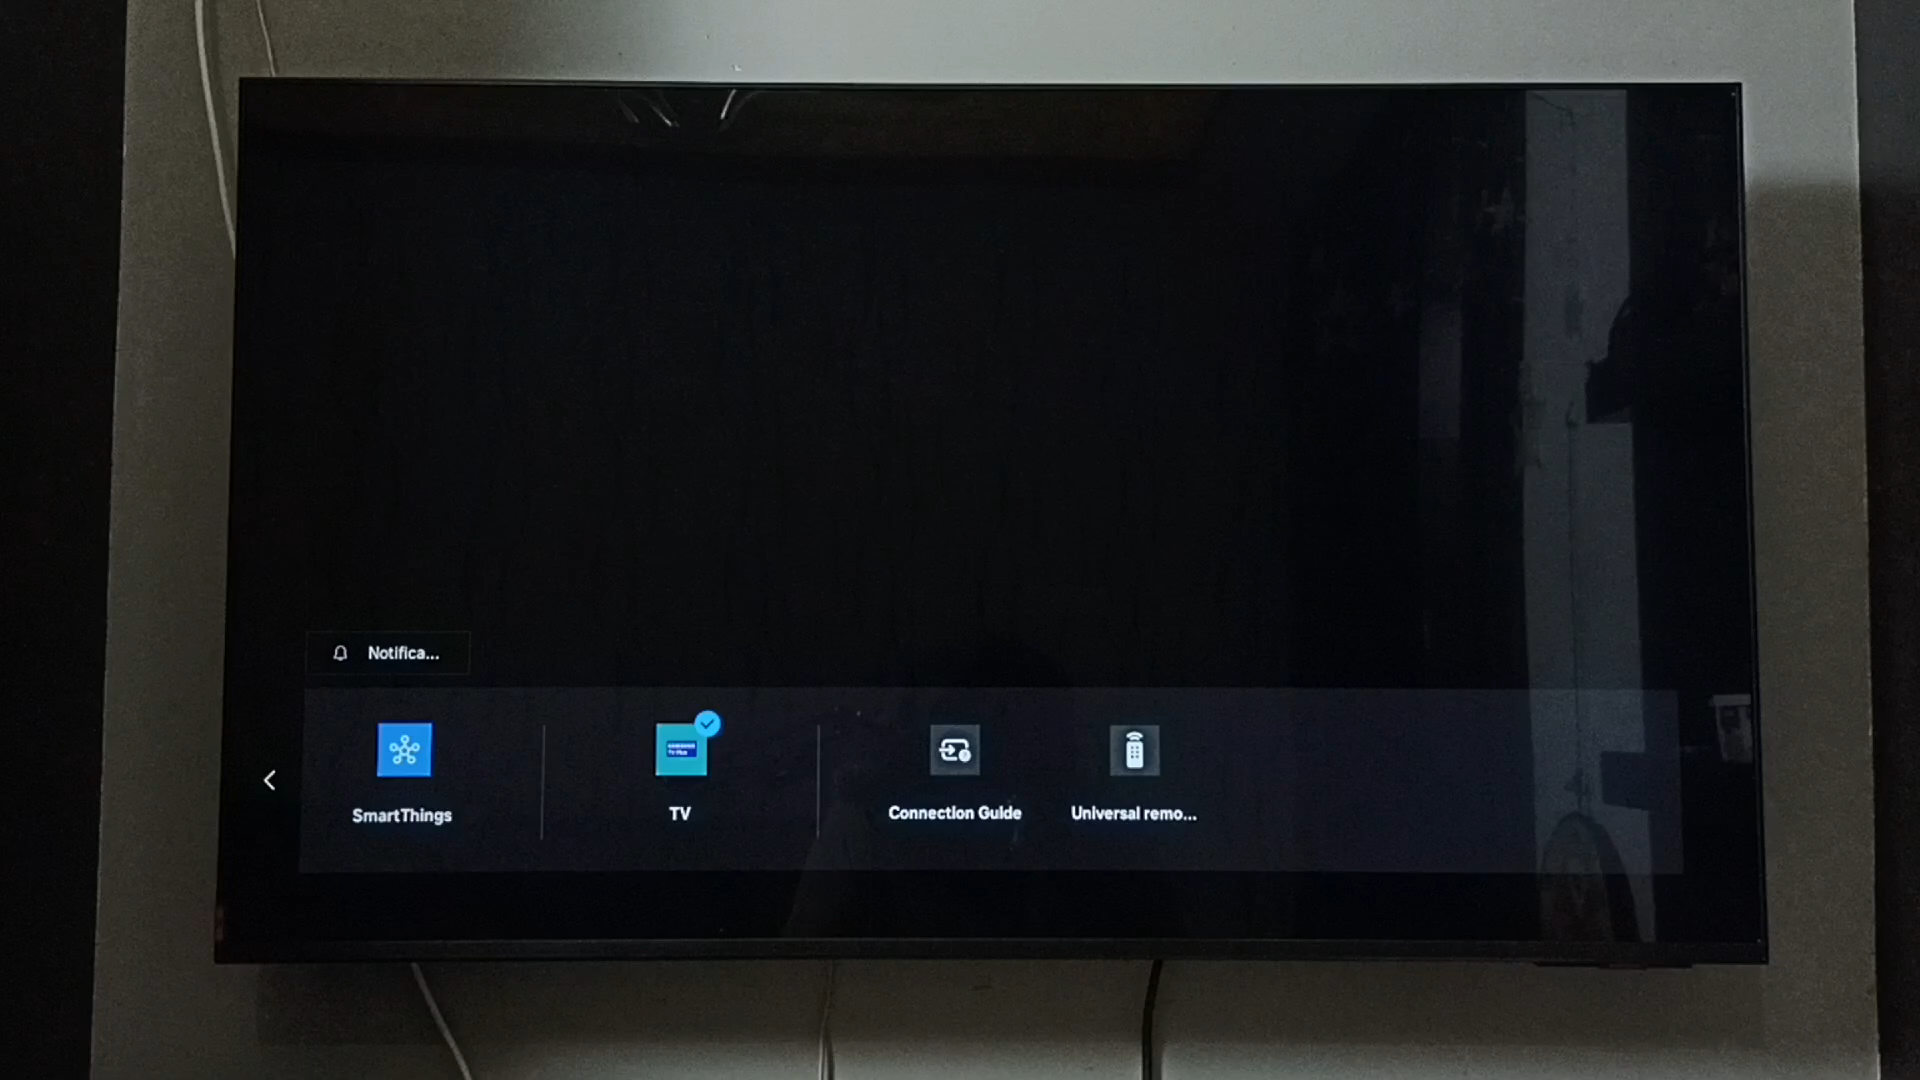 Notifica...
SmartThings
TV
Connection Guide
Universal remo...